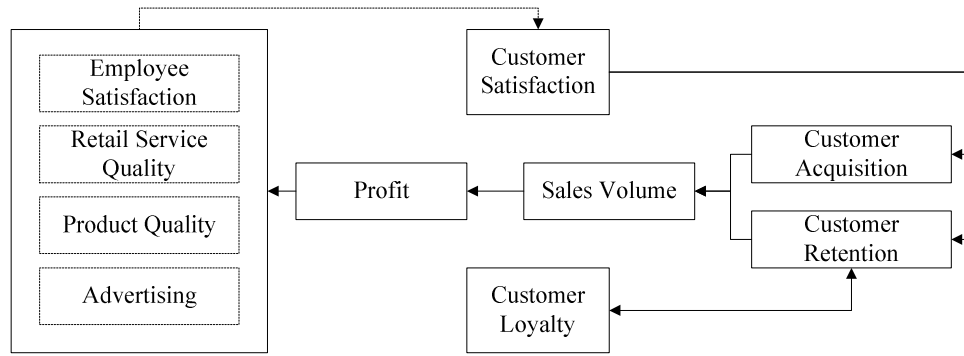 Employee
Satisfaction
Retail Service
Quality
Product Quality
Advertising
Profit
Customer
Satisfaction
Sales Volume
Customer
Loyalty
Customer
Acquisition
Customer
Retention